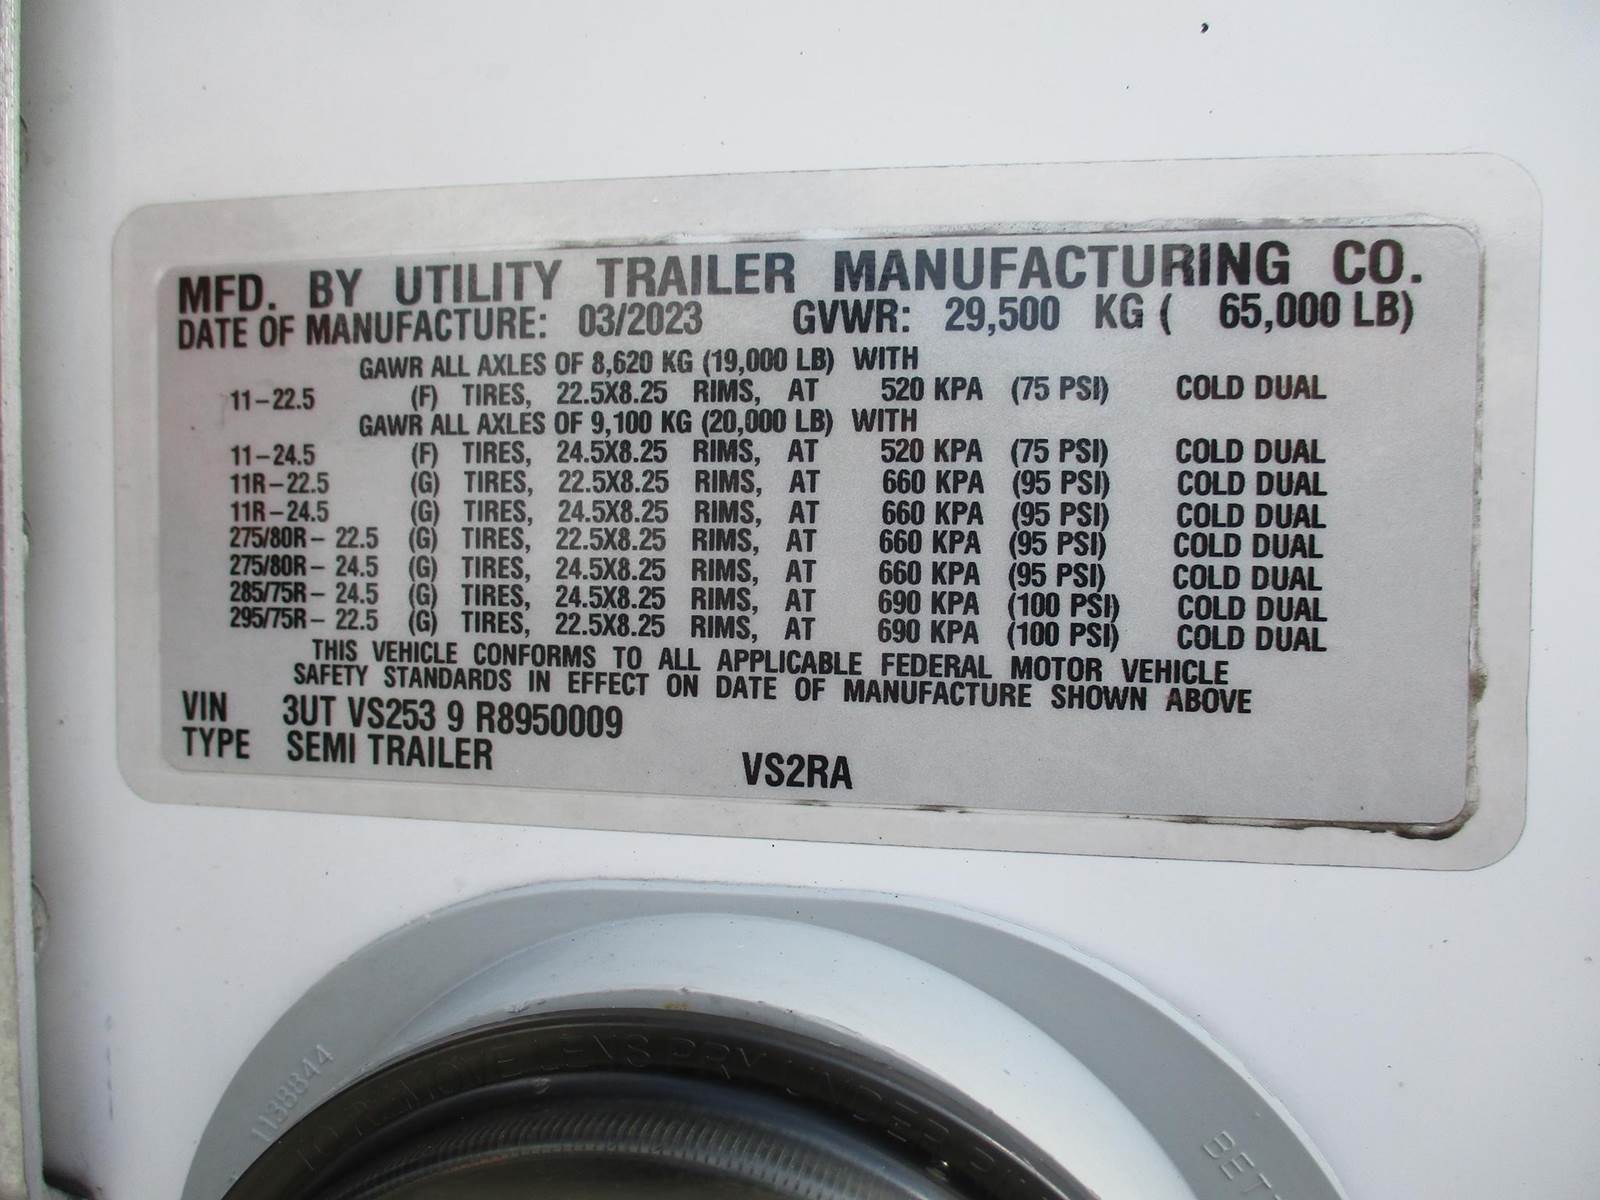 MFD. BY UTILITY TRAILER MANUFACTURING CO.
DATE OF MANUFACTURE: 03/2023 GVWR: 29,500 KG ( 65,000 LB)
GAWR ALL AXLES OF 8,620 KG (19,000 LB) WITH
11-22.5 (F) TIRES, 22.5X8.25 RIMS, AT 520 KPA (75 PSI) COLD DUAL
GAWR ALL AXLES OF 9,100 KG (20,000 LB) WITH
11-24.5 (F) TIRES, 24.5X8.25 RIMS, AT 520 KPA (75 PSI) COLD DUAL
11R-22.5 (G) TIRES, 22.5X8.25 RIMS, AT 660 KPA (95 PSI) COLD DUAL
11R-24.5 (G) TIRES, 24.5X8.25 RIMS, AT 660 KPA (95 PSI) COLD DUAL
275/80R- 22.5 (G) TIRES, 22.5X8.25 RIMS, AT 660 KPA (95 PSI) COLD DUAL
275/80R- 24.5 (G) TIRES, 24.5X8.25 RIMS, AT 660 KPA (95 PSI) COLD DUAL
285/75R- 24.5 (G) TIRES, 24.5X8.25 RIMS, AT 690 KPA (100 PSI) COLD DUAL
295/75R- 22.5 (G) TIRES, 22.5X8.25 RIMS, AT 690 KPA (100 PSI) COLD DUAL
THIS VEHICLE CONFORMS TO ALL APPLICABLE FEDERAL MOTOR VEHICLE
SAFETY STANDARDS IN EFFECT ON DATE OF MANUFACTURE SHOWN ABOVE
VIN 3UT VS253 9 R8950009
TYPE SEMI TRAILER
VS2RA
1138844
TO REMOVE LENS PRY UNDER